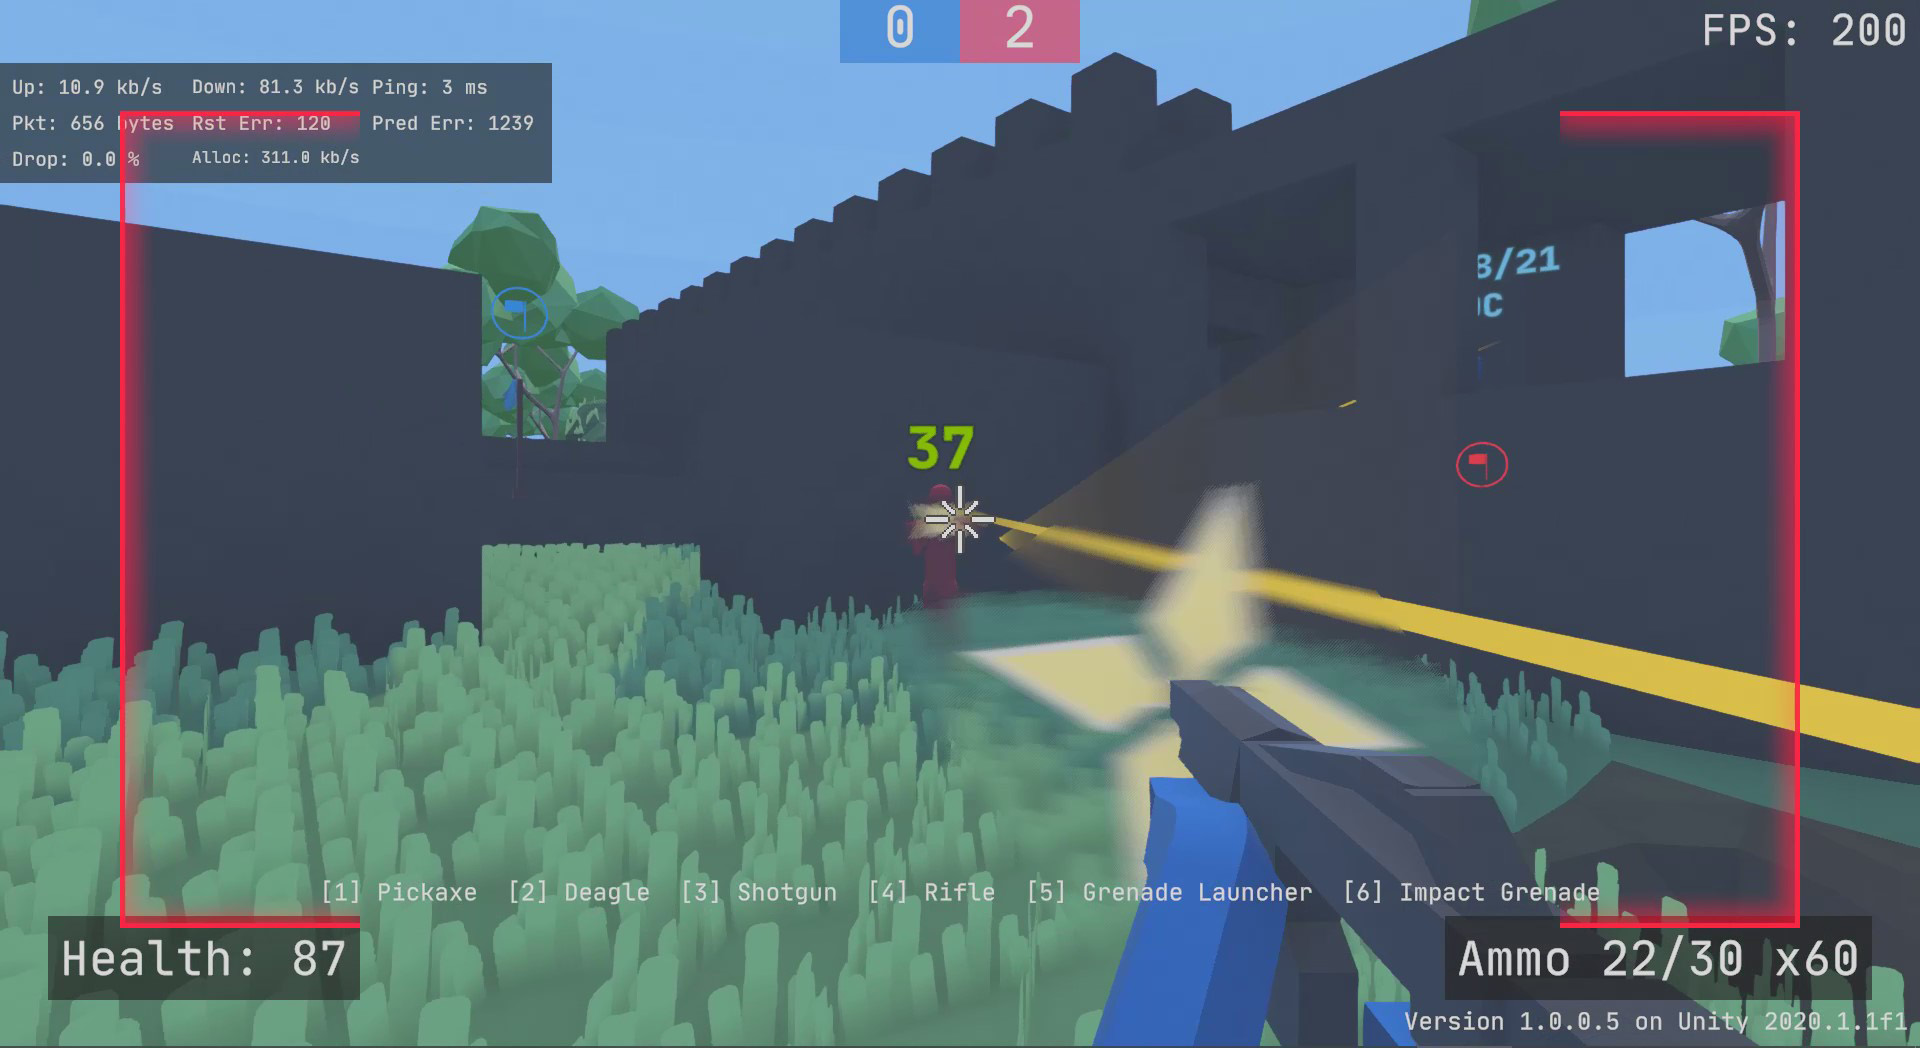 0 2
FPS: 200
Up: 10.9 kb/s Down: 81.3 kb/s Ping: 3 ms
Pkt: 656 bytes Rst Err: 120 Pred Err: 1239
Drop: 0.0 % Alloc: 311.0 kb/s
/21
37
[1] Pickaxe [2] Deagle [3] Shotgun [4] Rifle [5] Grenade Launcher [6] Impact Grenade
Health: 87
Ammo 22/30 x60
Version 1.0.0.5 on Unity 2020.1.1f1